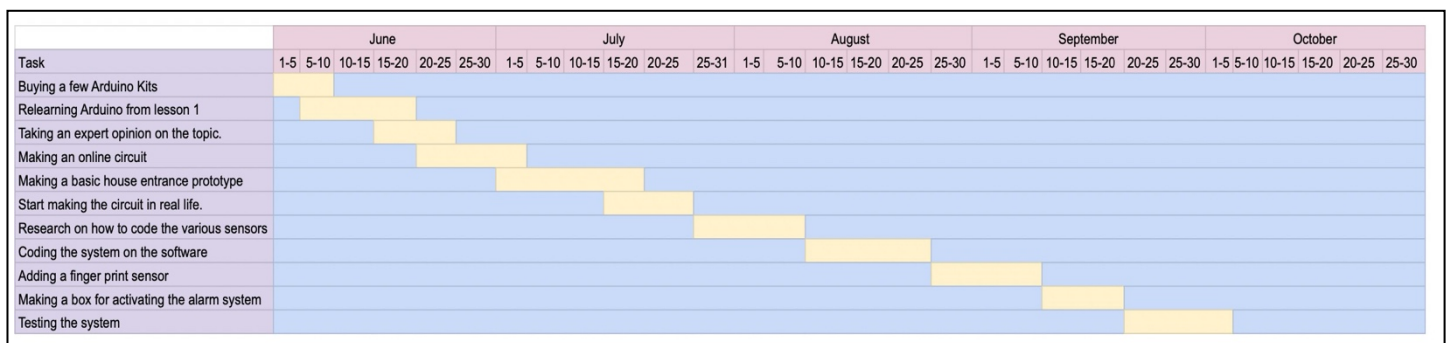 June July August September October
Task 1-5 5-10 10-15 15-20 20-25 25-30 1-5 5-10 10-15 15-20 20-25 25-31 1-5 5-10 10-15 15-20 20-25 25-30 1-5 5-10 10-15 15-20 20-25 25-30 1-5 5-10 10-15 15-20 20-25 25-30
Buying a few Arduino Kits
Relearning Arduino from lesson 1
Taking an expert opinion on the topic.
Making an online circuit
Making a basic house entrance prototype
Start making the circuit in real life.
Research on how to code the various sensors
Coding the system on the software
Adding a finger print sensor
Making a box for activating the alarm system
Testing the system